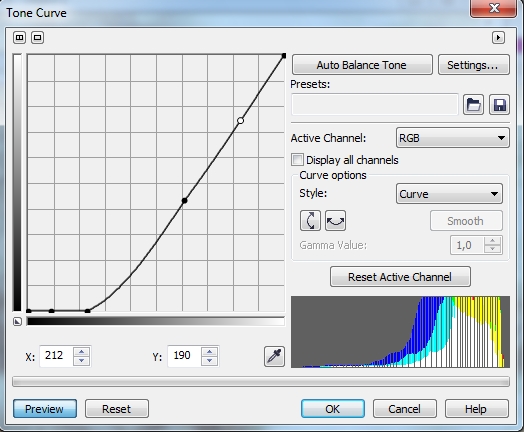 Tone Curve
Auto Balance Tone
Settings...
Presets:
Active Channel:
RGB
Display all channels
Curve options
Style:
Curve
Smooth
Gamma Value:
1,0
Reset Active Channel
X:
212
Y:
190
Preview
Reset
OK
Cancel
Help